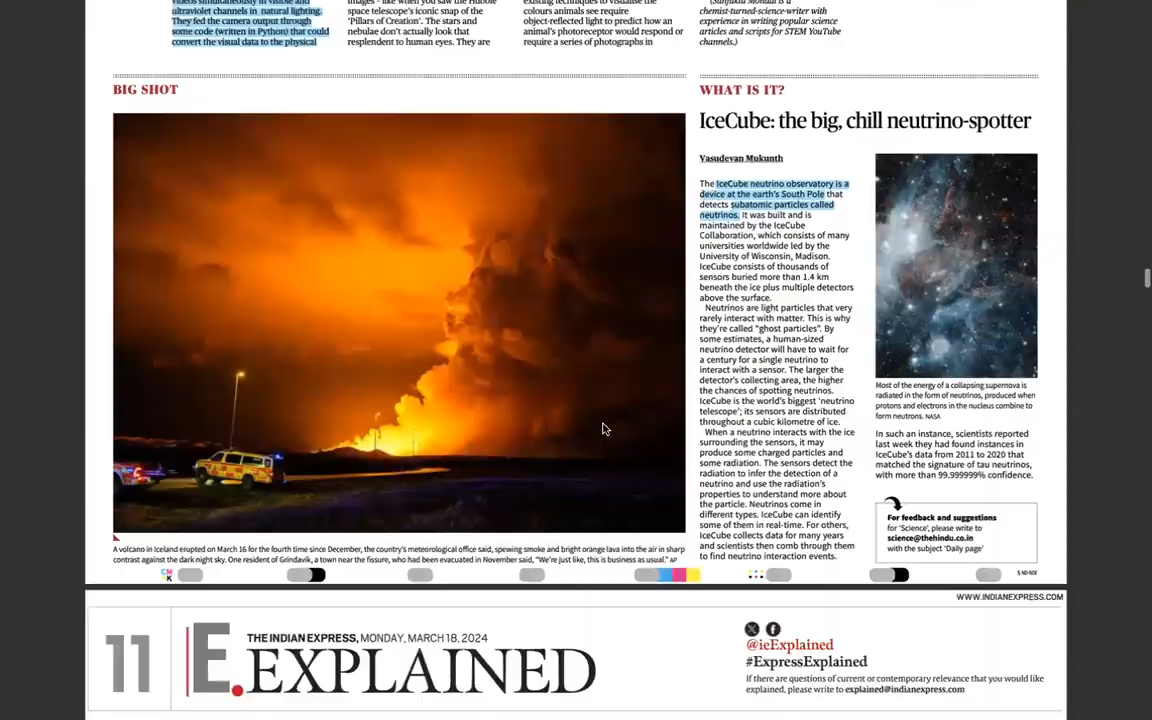 videos simultaneously in visible and
ultraviolet channels in natural lighting.
They fed the camera output through
some code (written in Python) that could
convert the visual data to the physical
images – like when you saw the Hubble
space telescope's iconic snap of the
'Pillars of Creation'. The stars and
nebulae don't actually look that
resplendent to human eyes. They are
existing techniques to visualise the
colours animals see require
object-reflected light to predict how an
animal's photoreceptor would respond or
require a series of photographs in
chemist-turned-science-writer with
experience in writing popular science
articles and scripts for STEM YouTube
channels.)
BIG SHOT
A volcano in Iceland erupted on March 16 for the fourth time since December, the country's meteorological office said, spewing smoke and bright orange lava into the air in sharp
contrast against the dark night sky. One resident of Grindavik, a town near the fissure, who had been evacuated in November said, "We're just like, this is business as usual." AP
WHAT IS IT?
IceCube: the big, chill neutrino-spotter
Vasudevan Mukunth
The IceCube neutrino observatory is a
device at the earth's South Pole that
detects subatomic particles called
neutrinos. It was built and is
maintained by the IceCube
Collaboration, which consists of many
universities worldwide led by the
University of Wisconsin, Madison.
IceCube consists of thousands of
sensors buried more than 1.4 km
beneath the ice plus multiple detectors
above the surface.
Neutrinos are light particles that very
rarely interact with matter. This is why
they're called "ghost particles". By
some estimates, a human-sized
neutrino detector will have to wait for
a century for a single neutrino to
interact with a sensor. The larger the
detector's collecting area, the higher
the chances of spotting neutrinos.
IceCube is the world's biggest 'neutrino
telescope'; its sensors are distributed
throughout a cubic kilometre of ice.
When a neutrino interacts with the ice
surrounding the sensors, it may
produce some charged particles and
some radiation. The sensors detect the
radiation to infer the detection of a
neutrino and use the radiation's
properties to understand more about
the particle. Neutrinos come in
different types. IceCube can identify
some of them in real-time. For others,
IceCube collects data for many years
and scientists then comb through them
to find neutrino interaction events.
Most of the energy of a collapsing supernova is
radiated in the form of neutrinos, produced when
protons and electrons in the nucleus combine to
form neutrons. NASA
In such an instance, scientists reported
last week they had found instances in
IceCube's data from 2011 to 2020 that
matched the signature of tau neutrinos,
with more than 99.999999% confidence.
For feedback and suggestions
for 'Science', please write to
science@thehindu.co.in
with the subject 'Daily page'
CM
YK
WWW.INDIANEXPRESS.COM
11
E.EXPLAINED
THE INDIAN EXPRESS, MONDAY, MARCH 18, 2024
@ieExplained
#ExpressExplained
If there are questions of current or contemporary relevance that you would like
explained, please write to explained@indianexpress.com